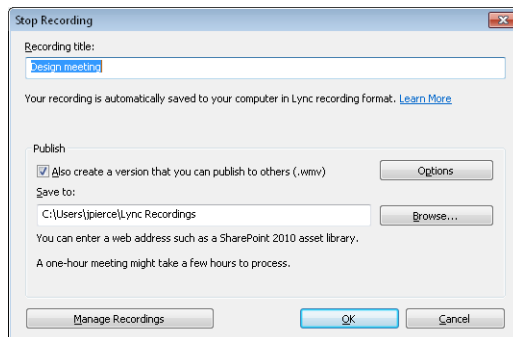 Stop Recording
Recording title:
Design meeting
Your recording is automatically saved to your computer in Lync recording format. Learn More
Publish
Also create a version that you can publish to others (.wmv)
Options
Save to:
C:\Users\jpierce\Lync Recordings
Browse...
You can enter a web address such as a SharePoint 2010 asset library.
A one-hour meeting might take a few hours to process.
Manage Recordings
OK
Cancel